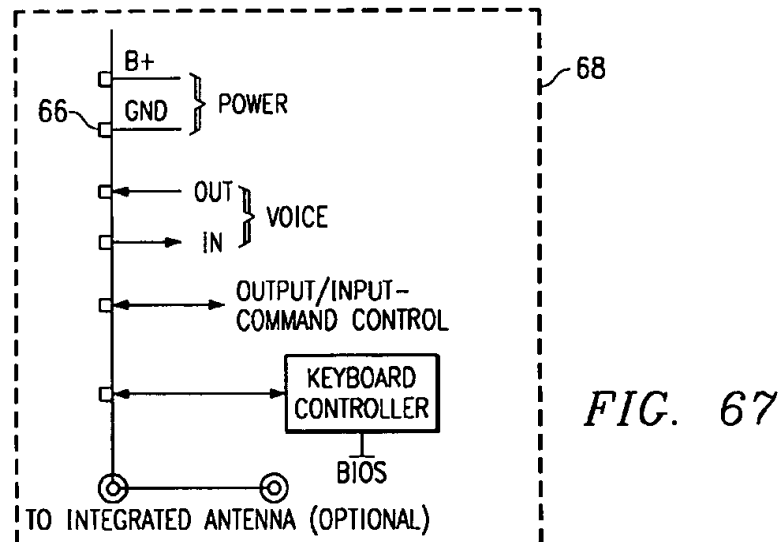 B+
68
66
GND
POWER
OUT
VOICE
IN
OUTPUT/INPUT-
COMMAND CONTROL
KEYBOARD
CONTROLLER
FIG. 67
BIOS
TO INTEGRATED ANTENNA (OPTIONAL)